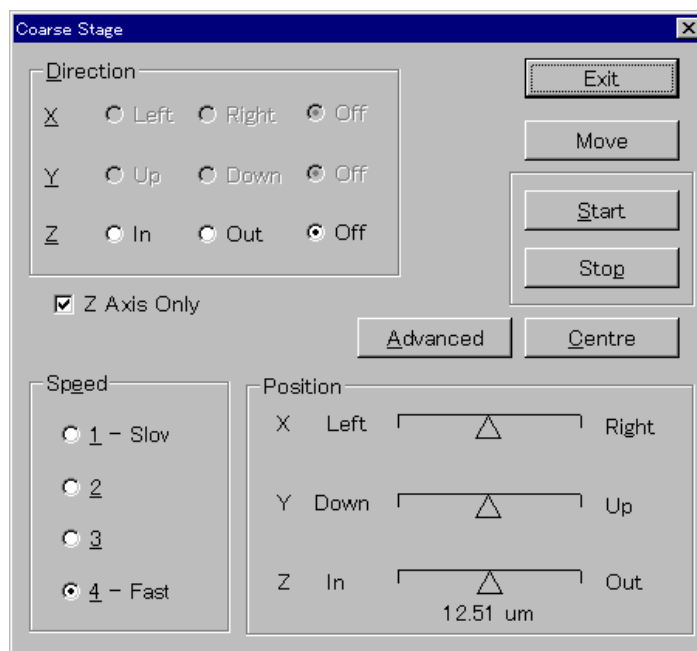 Coarse Stage
Direction
X Left Right Off
Y Up Down Off
Z In Out Off
Exit
Move
Start
Stop
Z Axis Only
Advanced Centre
Speed
1 - Slow
2
3
4 - Fast
Position
X Left Right
Y Down Up
Z In Out
12.51 um